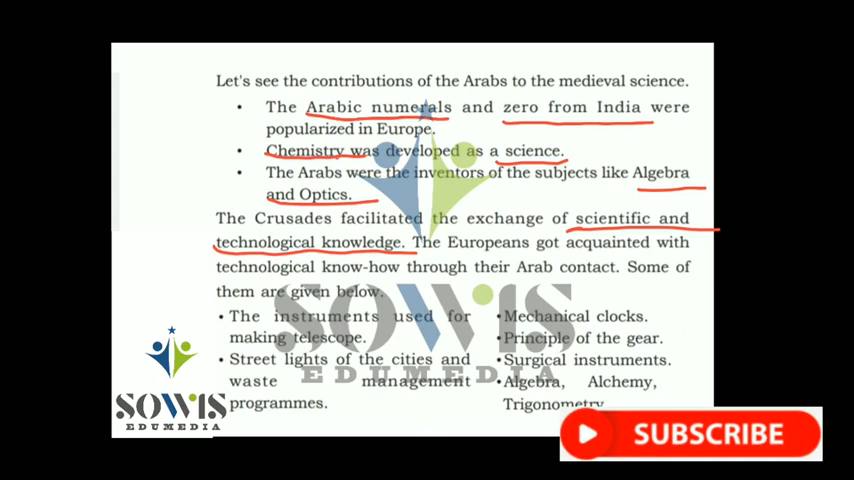 Let's see the contributions of the Arabs to the medieval science.
• The Arabic numerals and zero from India were
popularized in Europe.
• Chemistry was developed as a science.
• The Arabs were the inventors of the subjects like Algebra
and Optics.
The Crusades facilitated the exchange of scientific and
technological knowledge. The Europeans got acquainted with
technological know-how through their Arab contact. Some of
them are given below.
• The instruments used for
making telescope.
• Street lights of the cities and
waste management
programmes.
• Mechanical clocks.
• Principle of the gear.
• Surgical instruments.
• Algebra, Alchemy,
Trigonometry
SOWIS
EDUMEDIA
SOWIS
EDUMEDIA
SUBSCRIBE